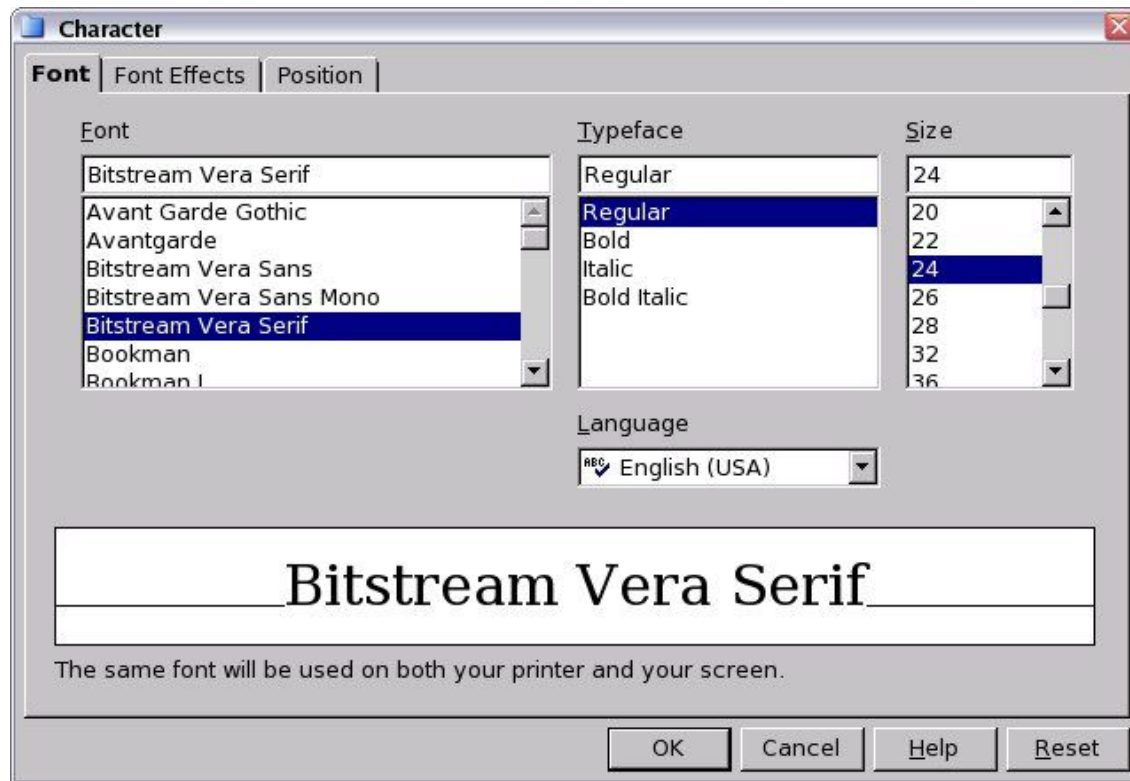 Character
Font Font Effects Position
Font Typeface Size
Bitstream Vera Serif Regular 24
Avant Garde Gothic Regular 20
Avantgarde Bold 22
Bitstream Vera Sans Italic 24
Bitstream Vera Sans Mono Bold Italic 26
Bitstream Vera Serif 28
Bookman 32
Bookman L 36
Language
ABC English (USA)
Bitstream Vera Serif
The same font will be used on both your printer and your screen.
OK Cancel Help Reset